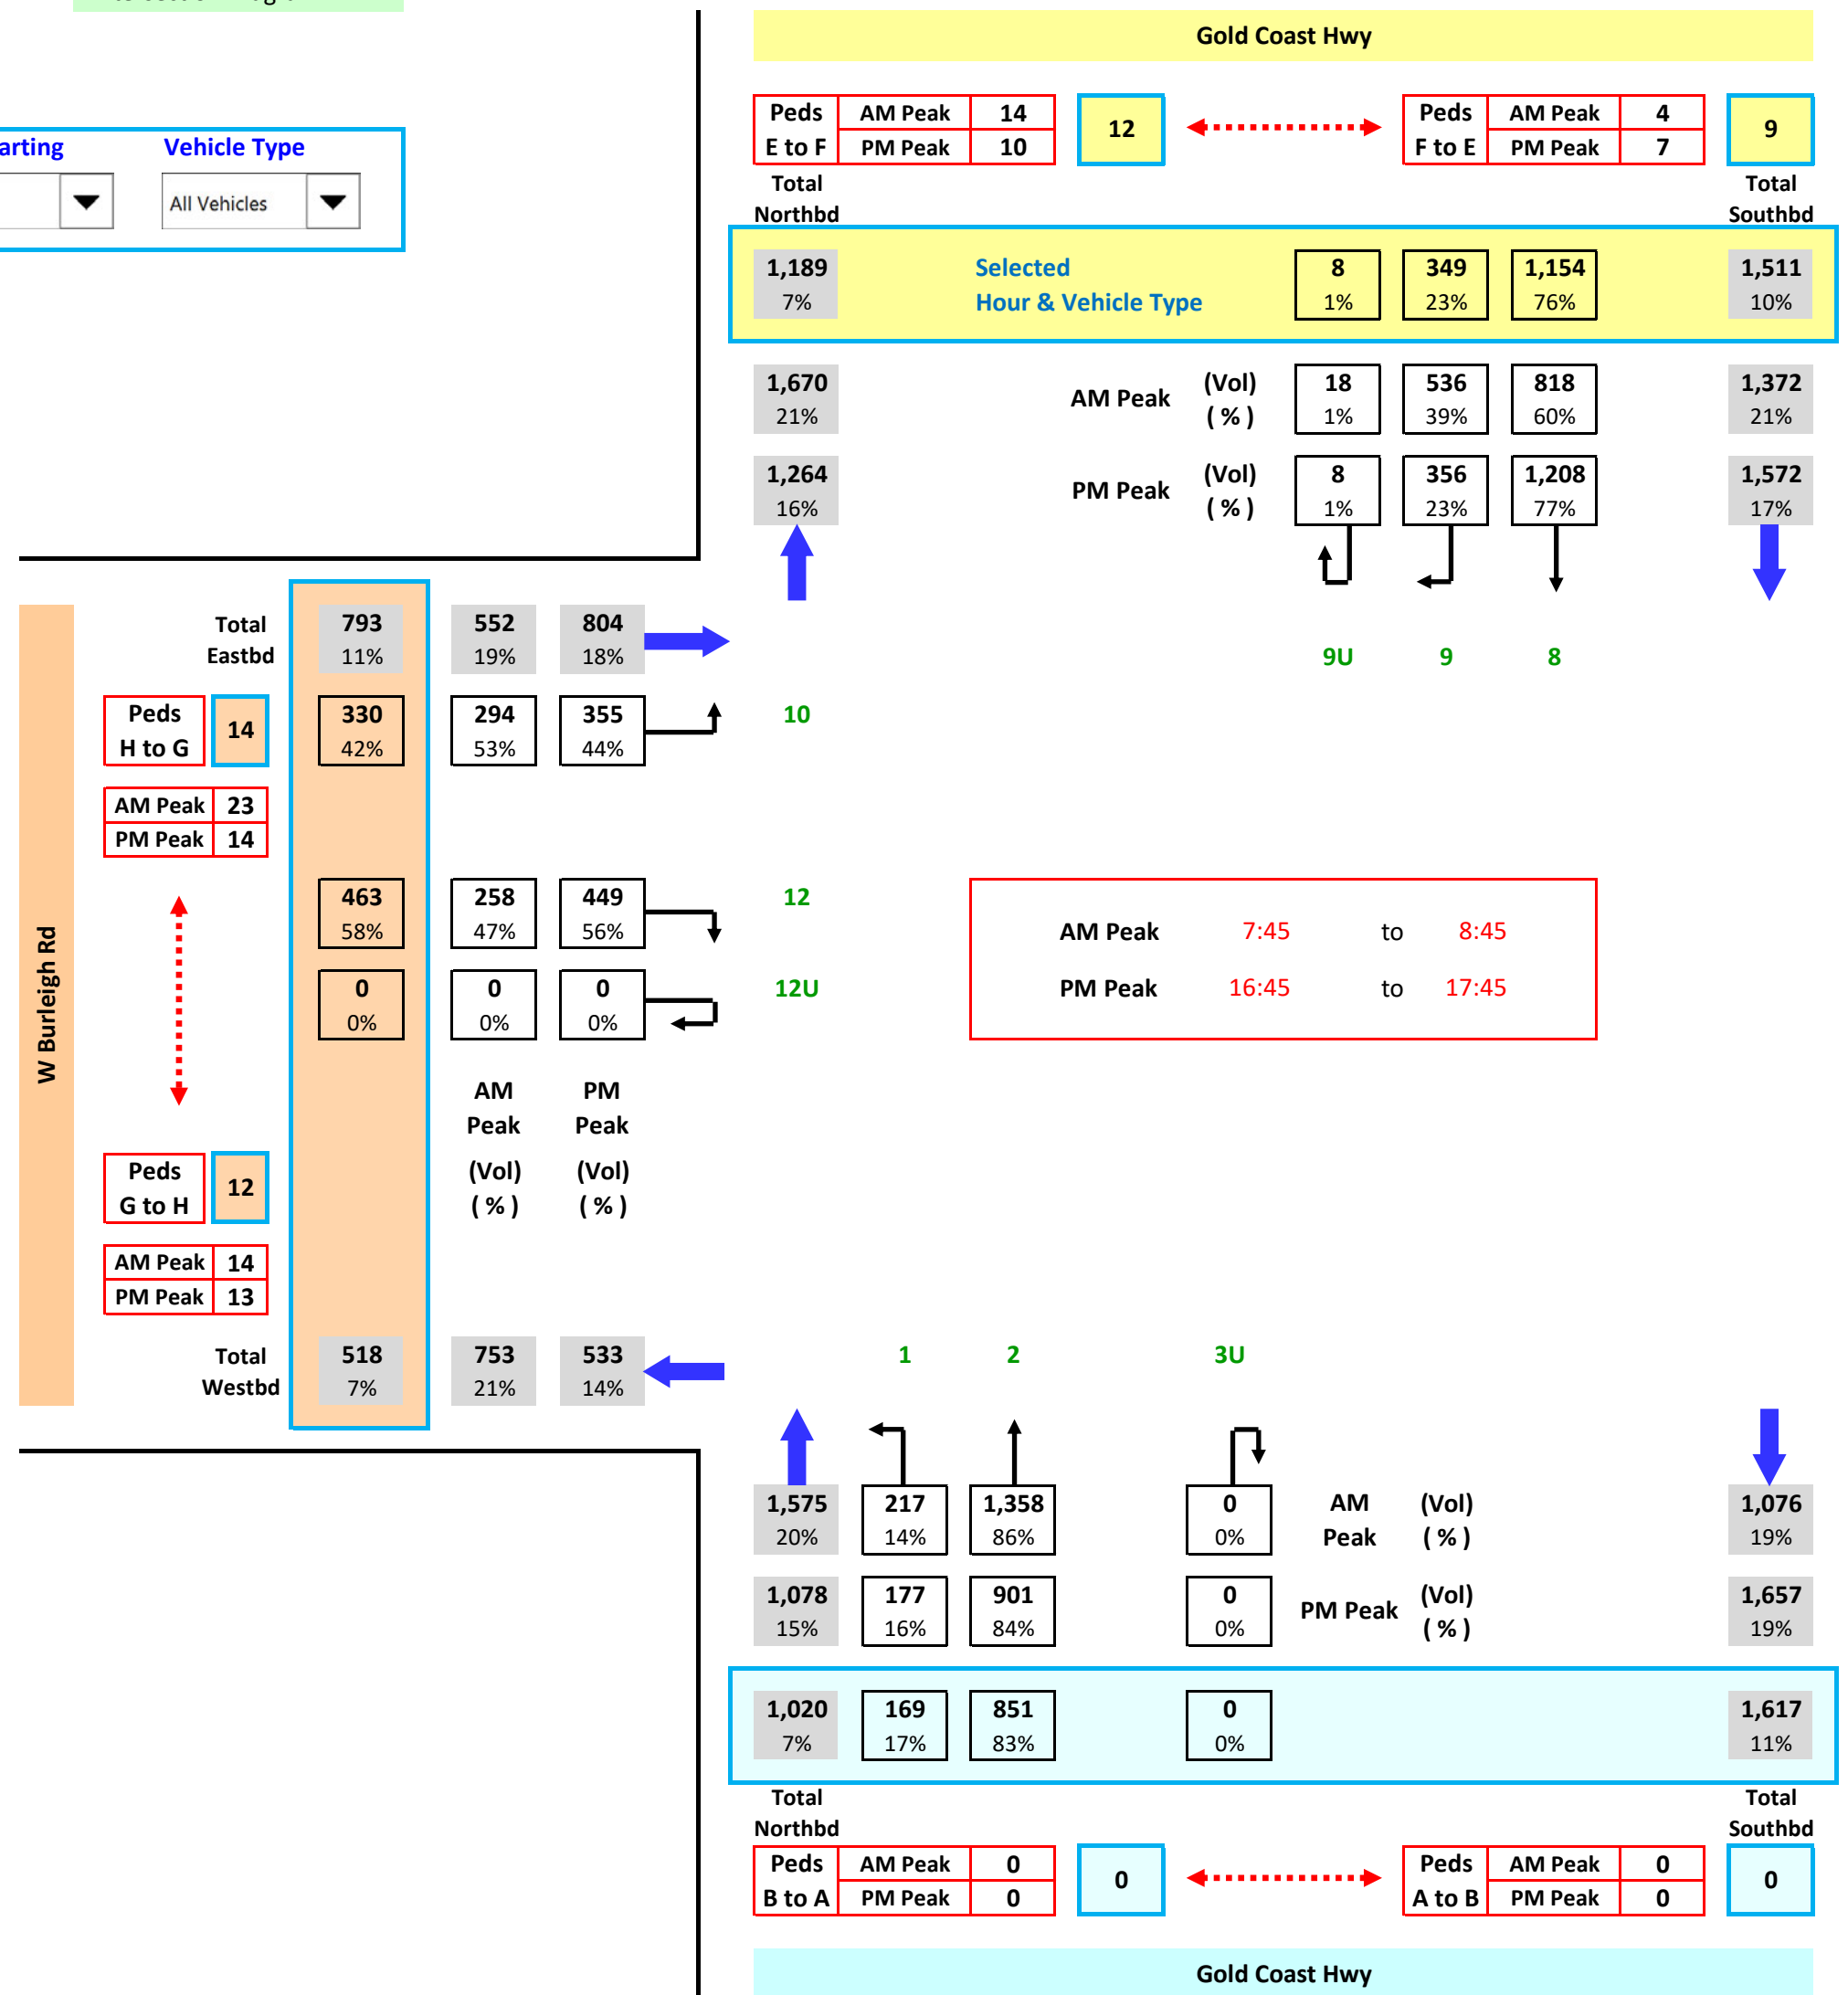 Gold Coast Hwy
Peds AM Peak 14 12 Peds AM Peak 4 9
E to F PM Peak 10 F to E PM Peak 7
Vehicle Type
All Vehicles
Total Total
Northbd Southbd
1,189 Selected 8 349 1,154 1,511
7% Hour & Vehicle Type 1% 23% 76% 10%
1,670 AM Peak (Vol) 18 536 818 1,372
21% ( % ) 1% 39% 60% 21%
1,264 PM Peak (Vol) 8 356 1,208 1,572
16% ( % ) 1% 23% 77% 17%
Total 793 552 804
Eastbd 11% 19% 18% 9U 9 8
Peds 14 330 294 355 10
H to G 42% 53% 44%
AM Peak 23
PM Peak 14
463 258 449 12
58% 47% 56%
0 0 0 12U
0% 0% 0%
AM Peak 7:45 to 8:45
PM Peak 16:45 to 17:45
W Burleigh Rd
AM PM
Peak Peak
Peds 12 (Vol) (Vol)
G to H ( % ) ( % )
AM Peak 14
PM Peak 13
Total 518 753 533 1 2 3U
Westbd 7% 21% 14%
1,575 217 1,358 0 AM (Vol) 1,076
20% 14% 86% 0% Peak ( % ) 19%
1,078 177 901 0 PM Peak (Vol) 1,657
15% 16% 84% 0% ( % ) 19%
1,020 169 851 0 1,617
7% 17% 83% 0% 11%
Total Total
Northbd Southbd
Peds AM Peak 0 0 Peds AM Peak 0 0
B to A PM Peak 0 A to B PM Peak 0
Gold Coast Hwy